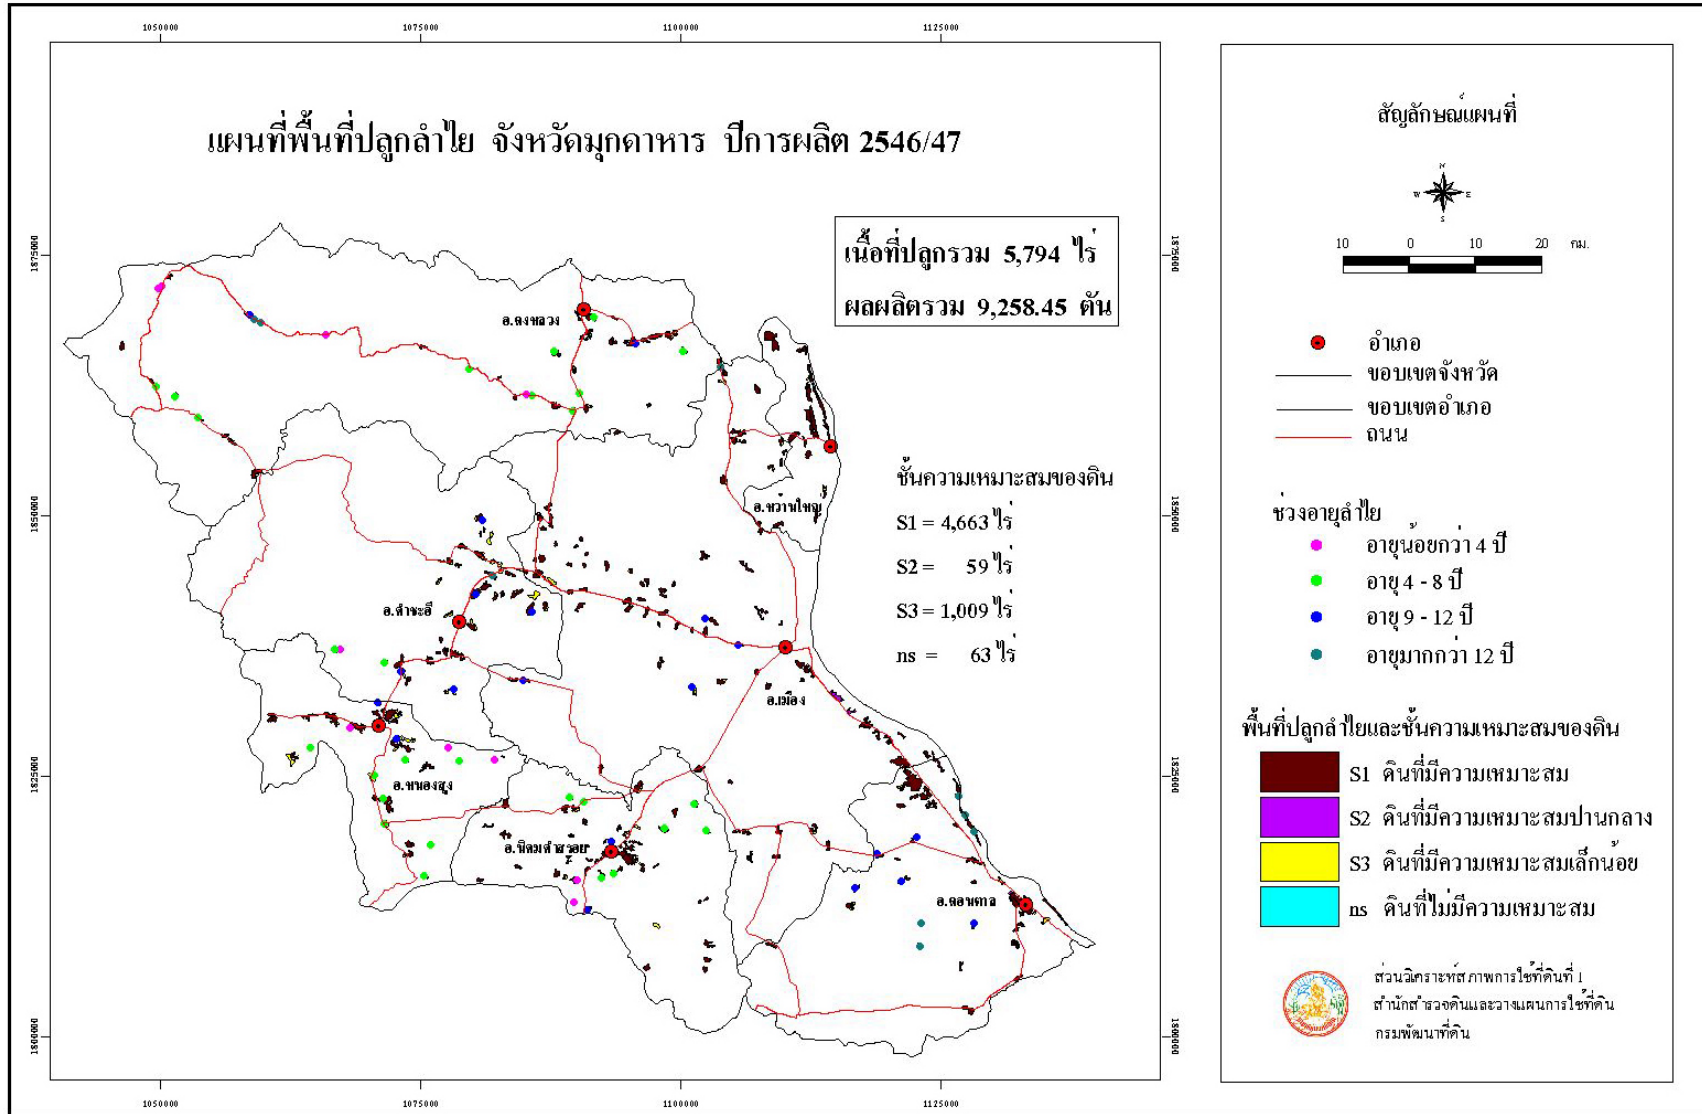 1050000 1075000 1100000 1125000
แผนที่พื้นที่ปลูกลำไย จังหวัดมุกดาหาร ปีการผลิต 2546/47
เนื้อที่ปลูกรวม 5,794 ไร่
ผลผลิตรวม 9,258.45 ตัน
1875000
1825000
อ.ดงหลวง
ชั้นความเหมาะสมของดิน
S1 = 4,663 ไร่
S2 = 59 ไร่
S3 = 1,009 ไร่
ns = 63 ไร่
อ.หว้านใหญ่
1850000
1850000
อ.คำชะอี
อ.เมือง
อ.หนองสูง
1825000
1825000
อ.นิคมคำสร้อย
อ.ดอนตาล
1800000
1800000
1050000 1075000 1100000 1125000
สัญลักษณ์แผนที่
N
W E
S
10 0 10 20 กม.
อำเภอ
ขอบเขตจังหวัด
ขอบเขตอำเภอ
ถนน
ช่วงอายุลำไย
อายุน้อยกว่า 4 ปี
อายุ 4 - 8 ปี
อายุ 9 - 12 ปี
อายุมากกว่า 12 ปี
พื้นที่ปลูกลำไยและชั้นความเหมาะสมของดิน
S1 ดินที่มีความเหมาะสม
S2 ดินที่มีความเหมาะสมปานกลาง
S3 ดินที่มีความเหมาะสมเล็กน้อย
ns ดินที่ไม่มีความเหมาะสม
ส่วนวิเคราะห์สภาพการใช้ที่ดินที่ 1
สำนักสำรวจดินและวางแผนการใช้ที่ดิน
กรมพัฒนาที่ดิน